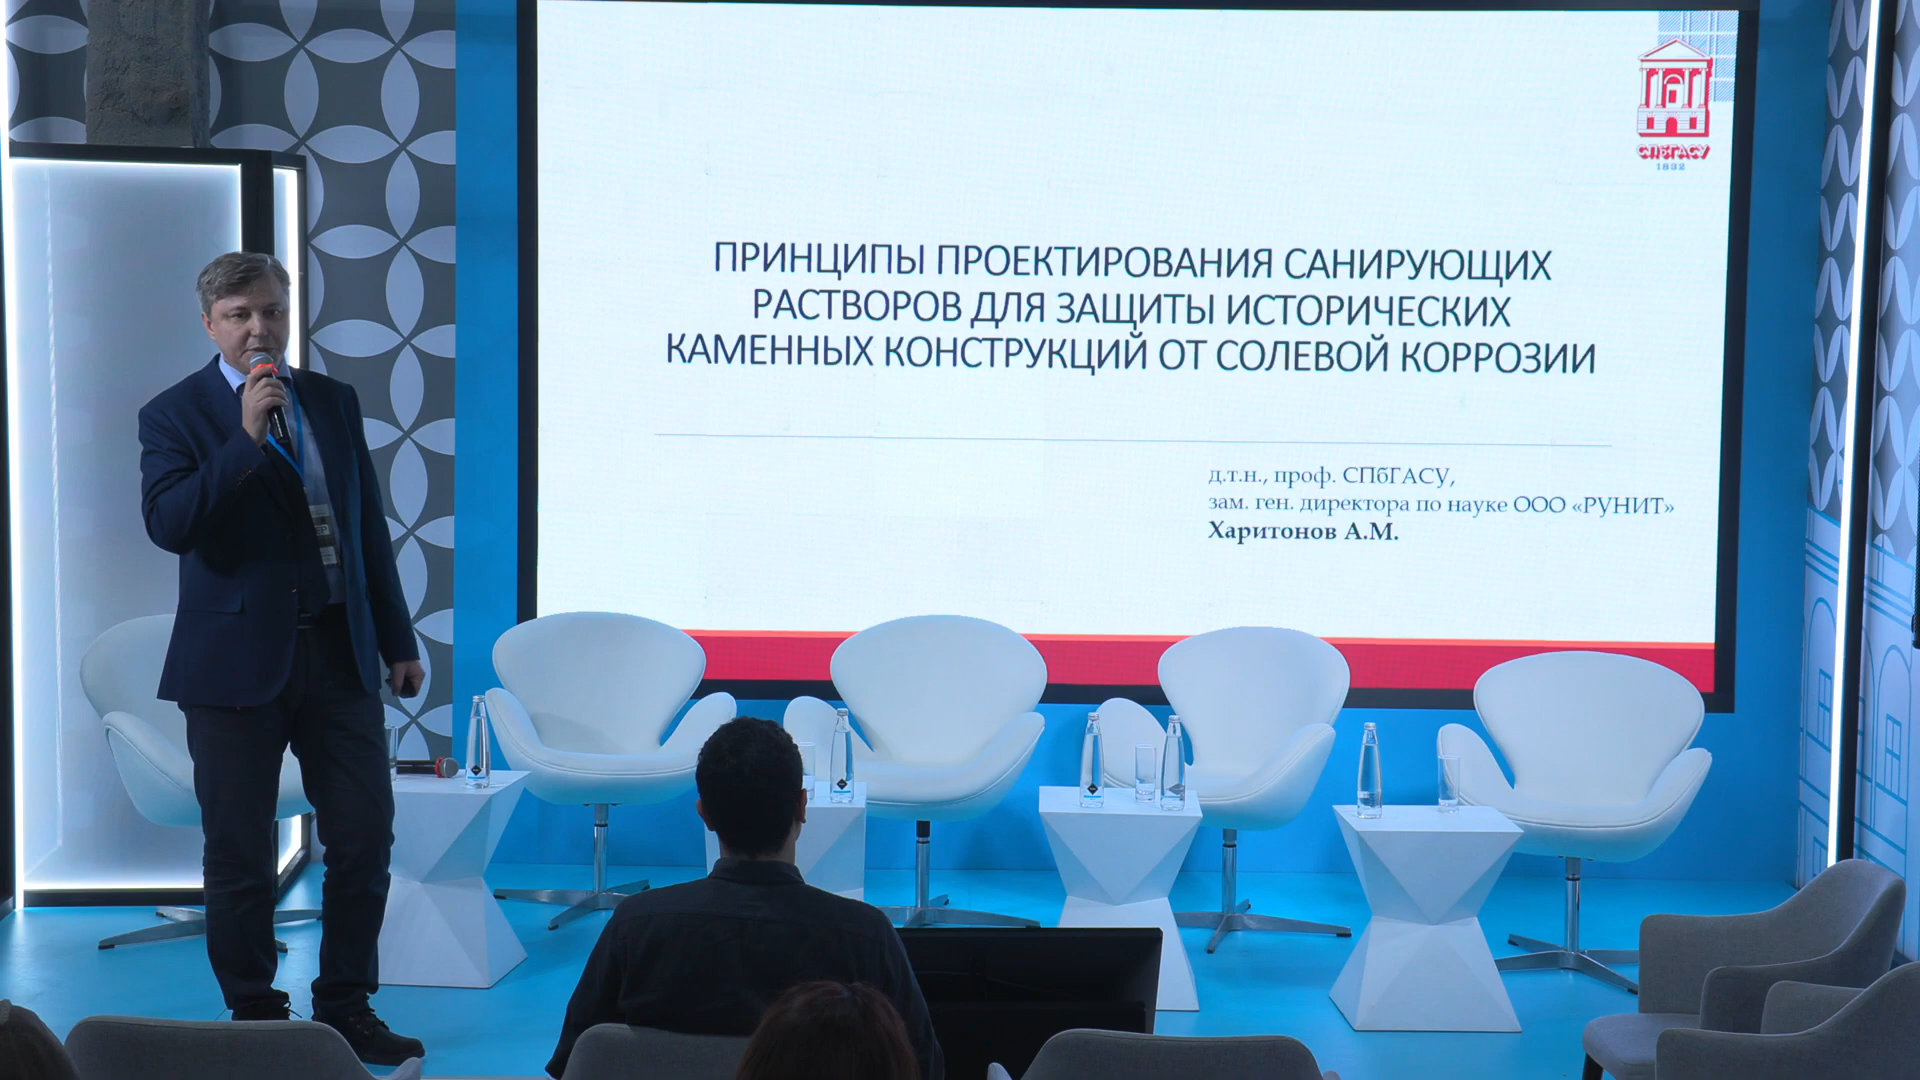 СПбГАСУ
1832
ПРИНЦИПЫ ПРОЕКТИРОВАНИЯ САНИРУЮЩИХ
РАСТВОРОВ ДЛЯ ЗАЩИТЫ ИСТОРИЧЕСКИХ
КАМЕННЫХ КОНСТРУКЦИЙ ОТ СОЛЕВОЙ КОРРОЗИИ
д.т.н., проф. СПбГАСУ,
зам. ген. директора по науке ООО «РУНИТ»
Харитонов А.М.